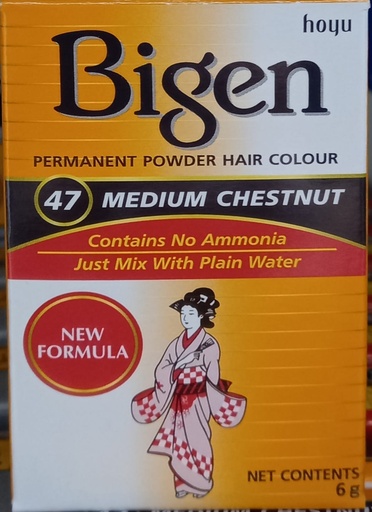 hoyu
Bigen
PERMANENT POWDER HAIR COLOUR
47 MEDIUM CHESTNUT
Contains No Ammonia
Just Mix With Plain Water
NEW
FORMULA
NET CONTENTS
6 g